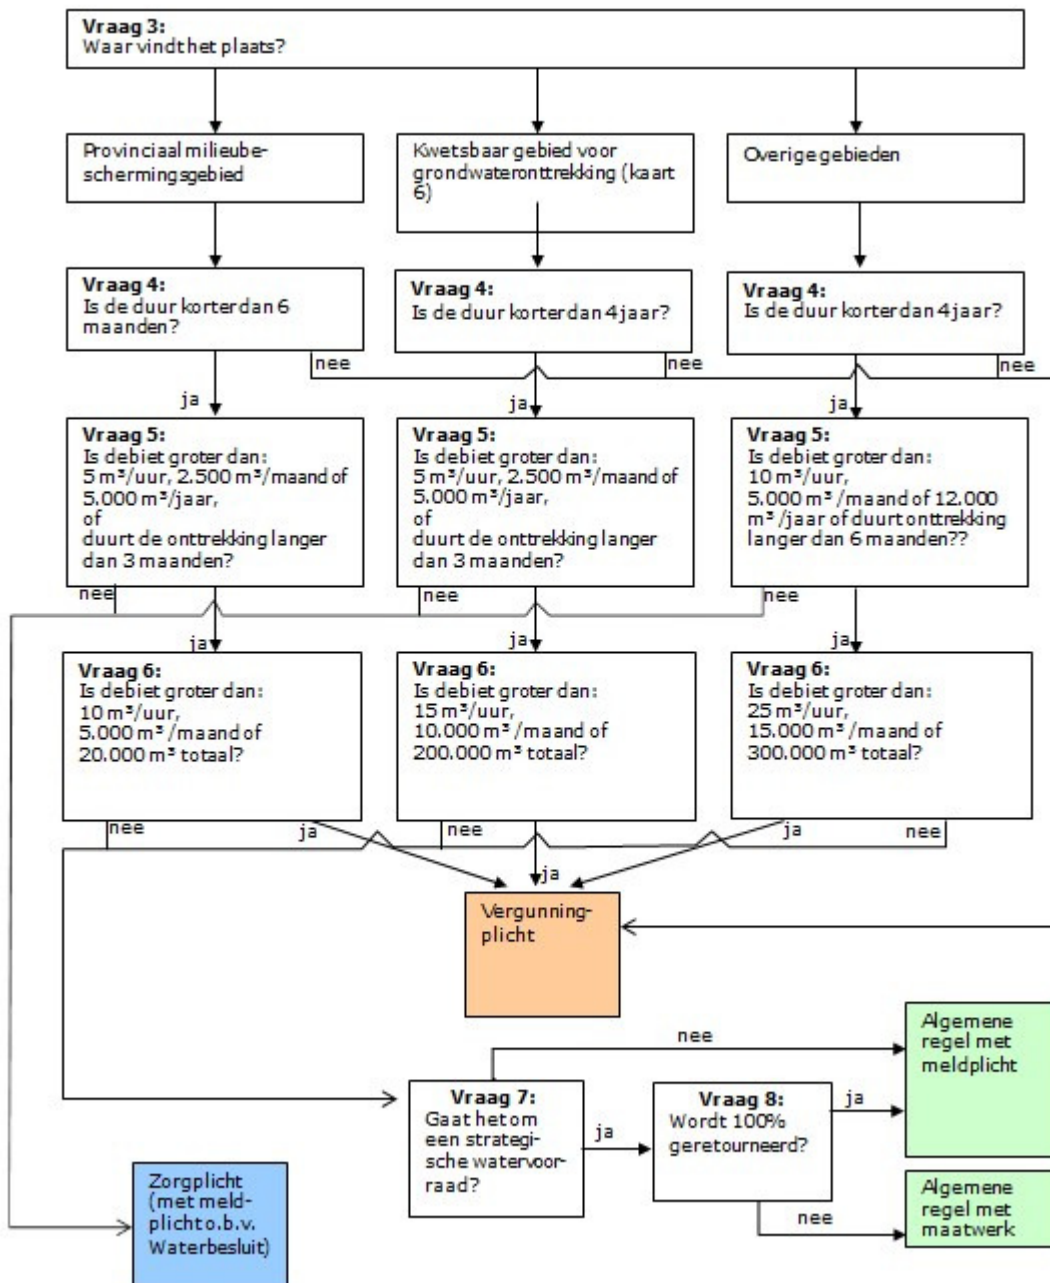 Vraag 3:
Waar vindt het plaats?
Provinciaal milieube-
schermingsgebied
Kwetsbaar gebied voor
grondwateronttrekking (kaart
6)
Overige gebieden
Vraag 4:
Is de duur korter dan 6
maanden?
Vraag 4:
Is de duur korter dan 4 jaar?
Vraag 4:
Is de duur korter dan 4 jaar?
nee
nee
nee
ja
ja
ja
Vraag 5:
Is debiet groter dan:
5 m³/uur, 2.500 m³/maand of
5.000 m³/jaar,
of
duurt de onttrekking langer
dan 3 maanden?
Vraag 5:
Is debiet groter dan:
5 m³/uur, 2.500 m³/maand of
5.000 m³/jaar,
of
duurt de onttrekking langer
dan 3 maanden?
Vraag 5:
Is debiet groter dan:
10 m³/uur,
5.000 m³/maand of 12.000
m³/jaar of duurt onttrekking
langer dan 6 maanden??
nee
nee
nee
ja
ja
ja
Vraag 6:
Is debiet groter dan:
10 m³/uur,
5.000 m³/maand of
20.000 m³ totaal?
Vraag 6:
Is debiet groter dan:
15 m³/uur,
10.000 m³/maand of
200.000 m³ totaal?
Vraag 6:
Is debiet groter dan:
25 m³/uur,
15.000 m³/maand of
300.000 m³ totaal?
nee
ja
nee
ja
nee
ja
Vergunning-
plicht
Algemene
regel met
meldplicht
nee
Vraag 7:
Gaat het om
een strategi-
sche watervoor-
raad?
ja
Vraag 8:
Wordt 100%
geretourneerd?
ja
nee
Algemene
regel met
maatwerk
Zorgplicht
(met meld-
plicht o.b.v.
Waterbesluit)